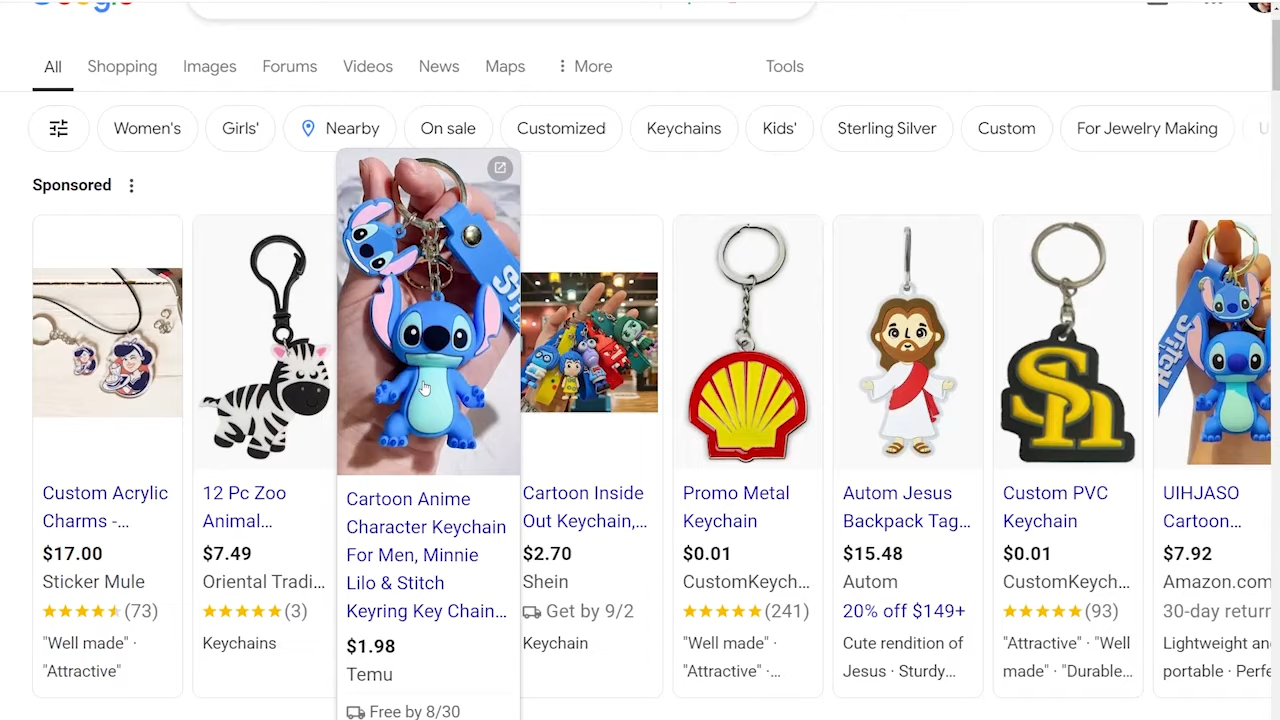 All Shopping Images Forums Videos News Maps More Tools
Women's Girls' Nearby On sale Customized Keychains Kids' Sterling Silver Custom For Jewelry Making
Sponsored
Custom Acrylic
Charms -...
$17.00
Sticker Mule
(73)
"Well made" ·
"Attractive"
12 Pc Zoo
Animal...
$7.49
Oriental Tradi...
(3)
Keychains
Stitch
Cartoon Anime
Character Keychain
For Men, Minnie
Lilo & Stitch
Keyring Key Chain...
$1.98
Temu
Free by 8/30
Cartoon Inside
Out Keychain,...
$2.70
Shein
Get by 9/2
Keychain
Promo Metal
Keychain
$0.01
CustomKeych...
(241)
"Well made" ·
"Attractive" ·...
Autom Jesus
Backpack Tag...
$15.48
Autom
20% off $149+
Cute rendition of
Jesus · Sturdy...
Sh
Custom PVC
Keychain
$0.01
CustomKeych...
(93)
"Attractive" · "Well
made" · "Durable...
Stitch
UIHJASO
Cartoon...
$7.92
Amazon.com
30-day return
Lightweight an
portable · Perfe